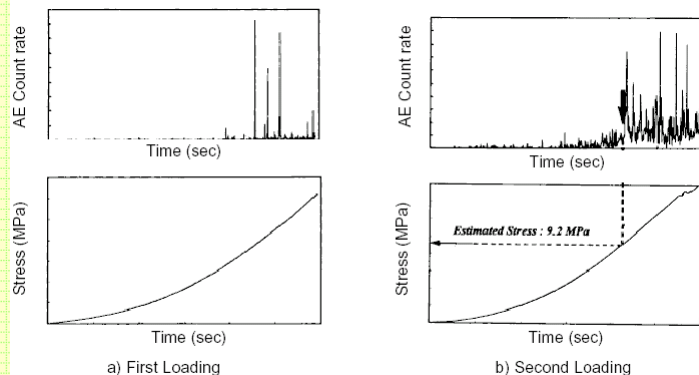 AE Count rate
Time (sec)
Stress (MPa)
Time (sec)
a) First Loading
AE Count rate
Time (sec)
Stress (MPa)
Estimated Stress : 9.2 MPa
Time (sec)
b) Second Loading